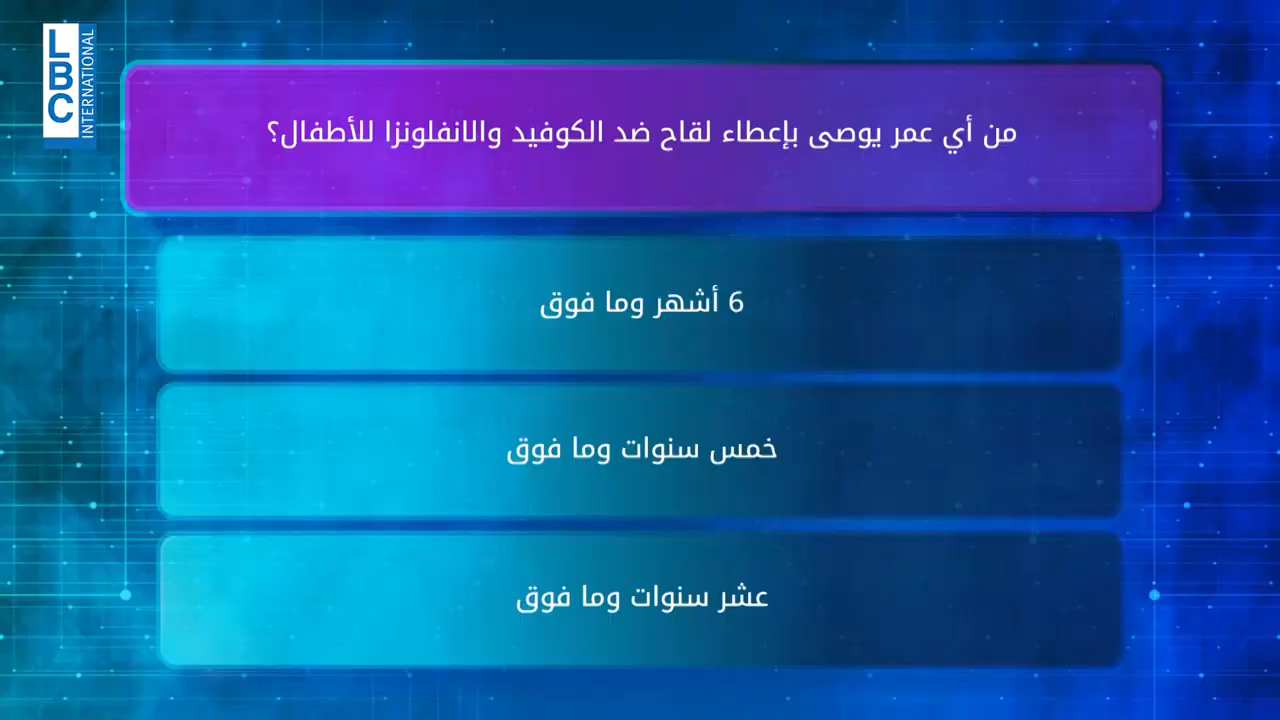 LBC
INTERNATIONAL
من أي عمر يوصى بإعطاء لقاح ضد الكوفيد والانفلونزا للأطفال؟
6 أشهر وما فوق
خمس سنوات وما فوق
عشر سنوات وما فوق